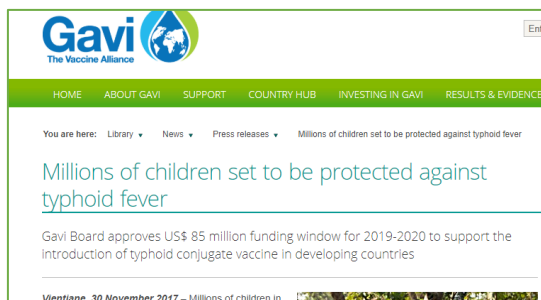 Gavi
The Vaccine Alliance
HOME ABOUT GAVI SUPPORT COUNTRY HUB INVESTING IN GAVI RESULTS & EVIDENCE
You are here: Library News Press releases Millions of children set to be protected against typhoid fever
Millions of children set to be protected against
typhoid fever
Gavi Board approves US$ 85 million funding window for 2019-2020 to support the
introduction of typhoid conjugate vaccine in developing countries
Vientiane, 30 November 2017 – Millions of children in